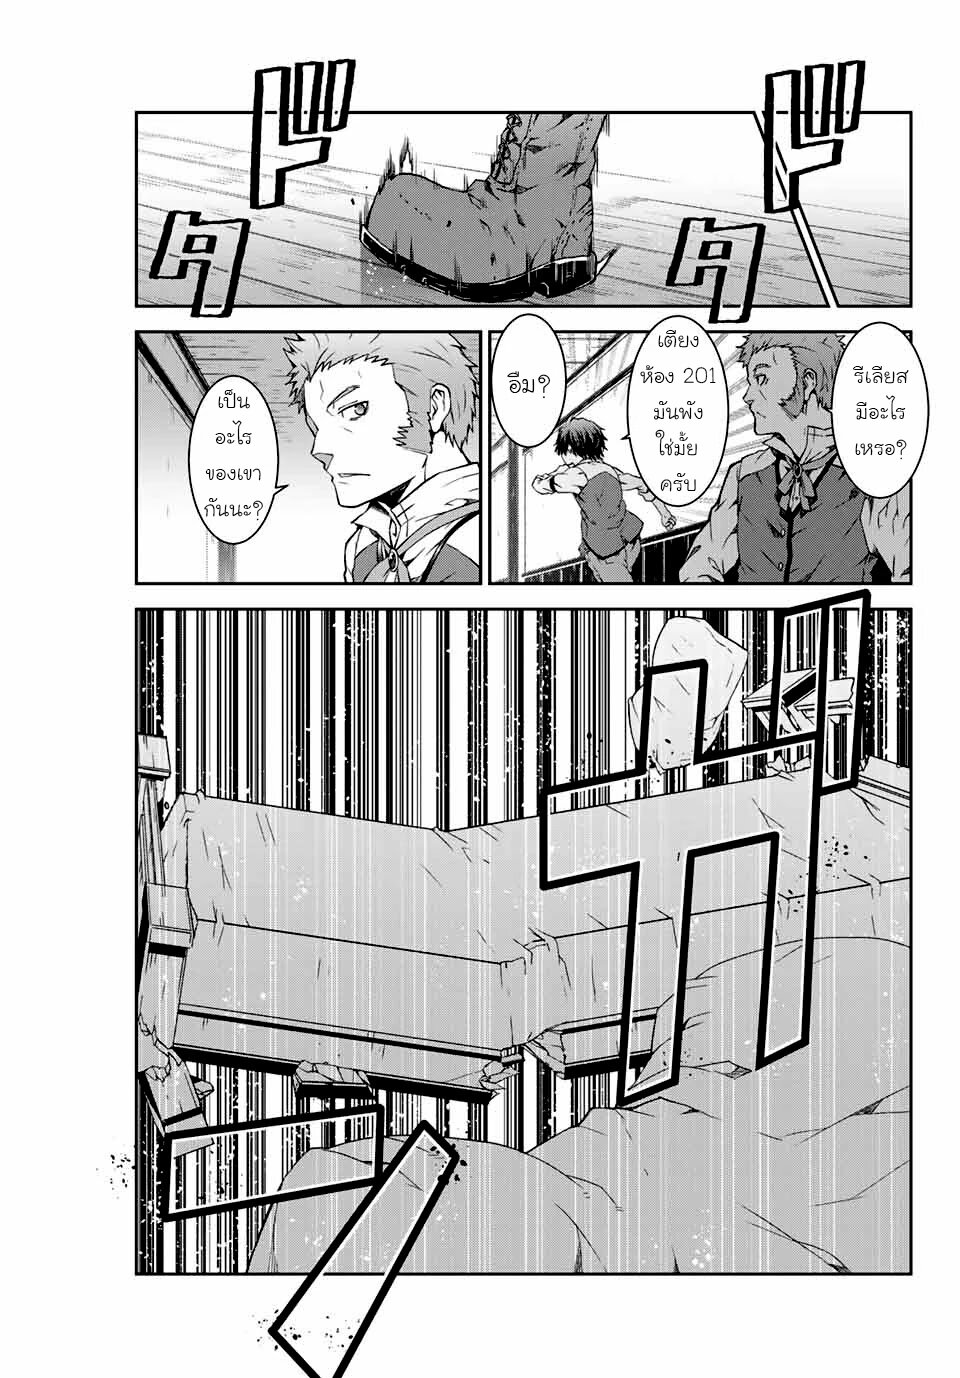 ドタ
ドタ
รีเลียส
มีอะไร
เหรอ?
เตียง
ห้อง 201
มันพัง
ใช่มั้ย
ครับ
อืม?
เป็น
อะไร
ของเขา
กันนะ?